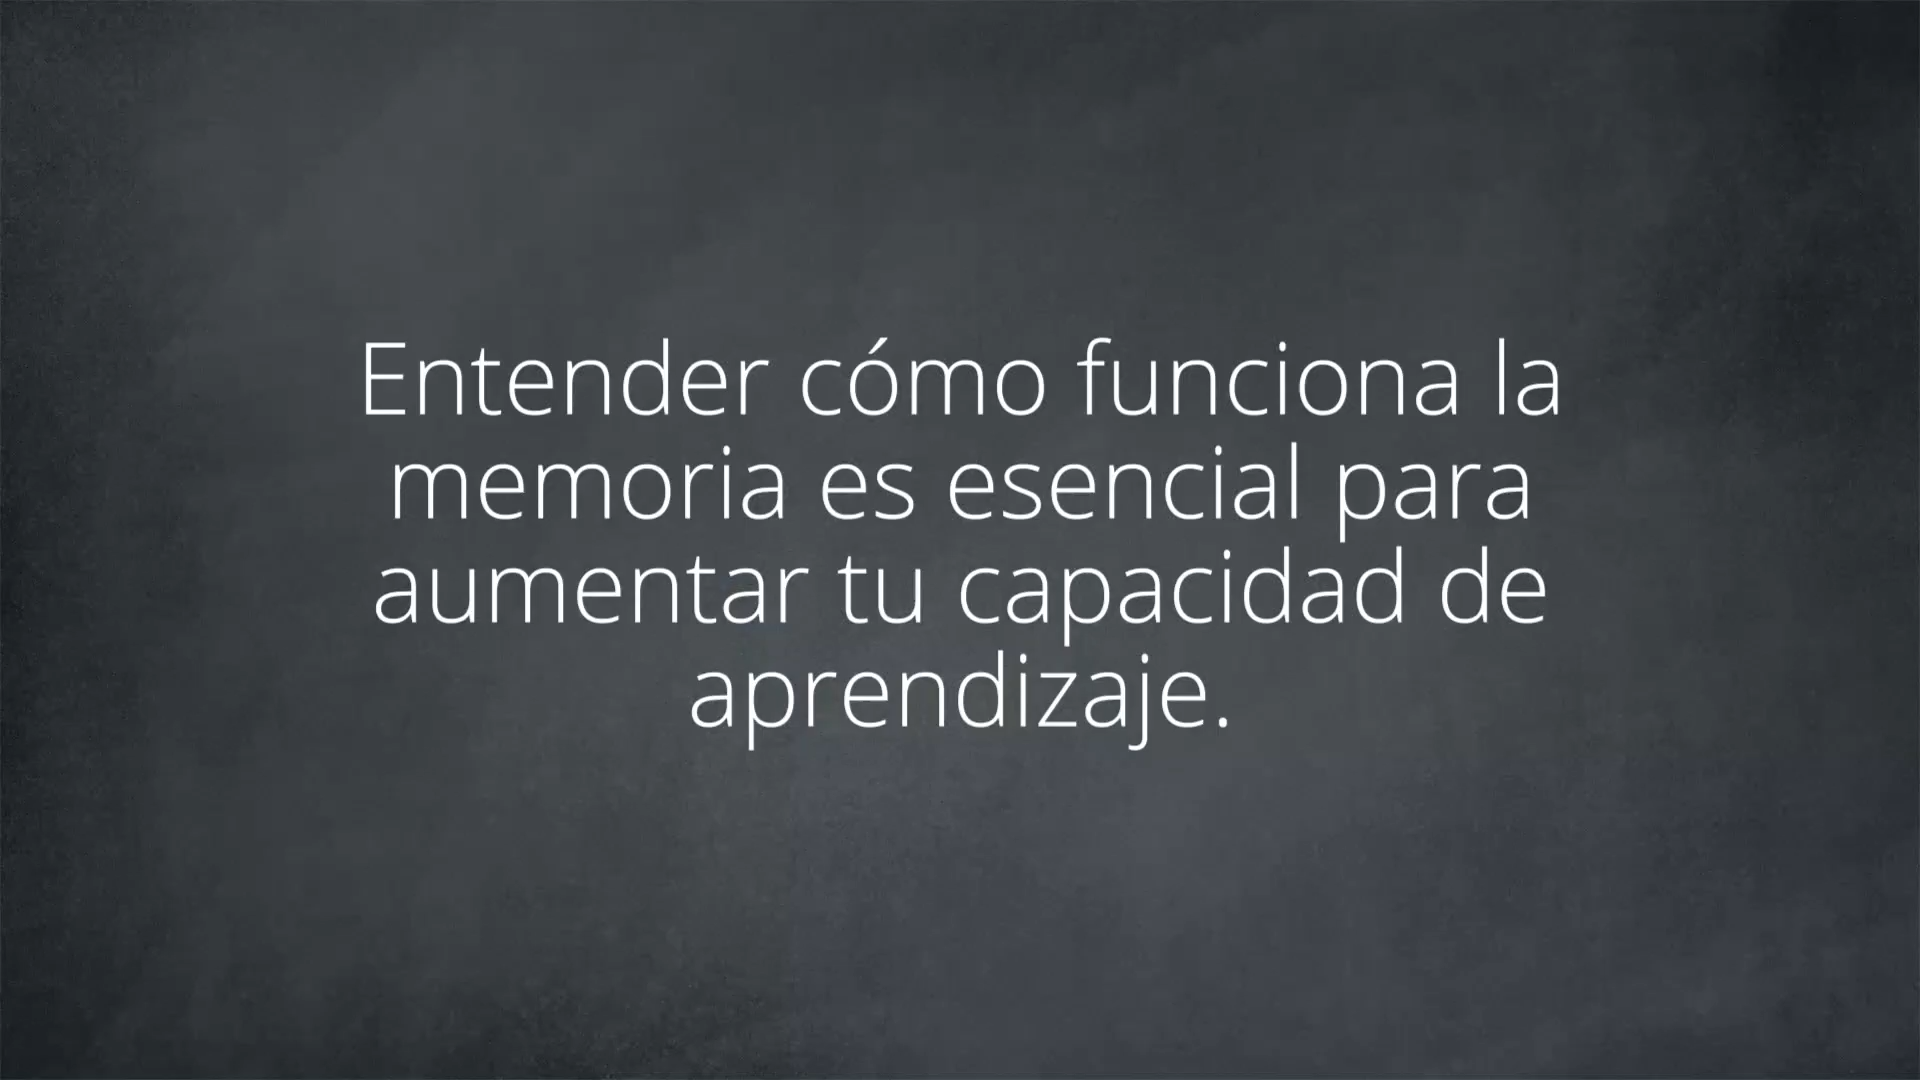 Entender cómo funciona la
memoria es esencial para
aumentar tu capacidad de
aprendizaje.